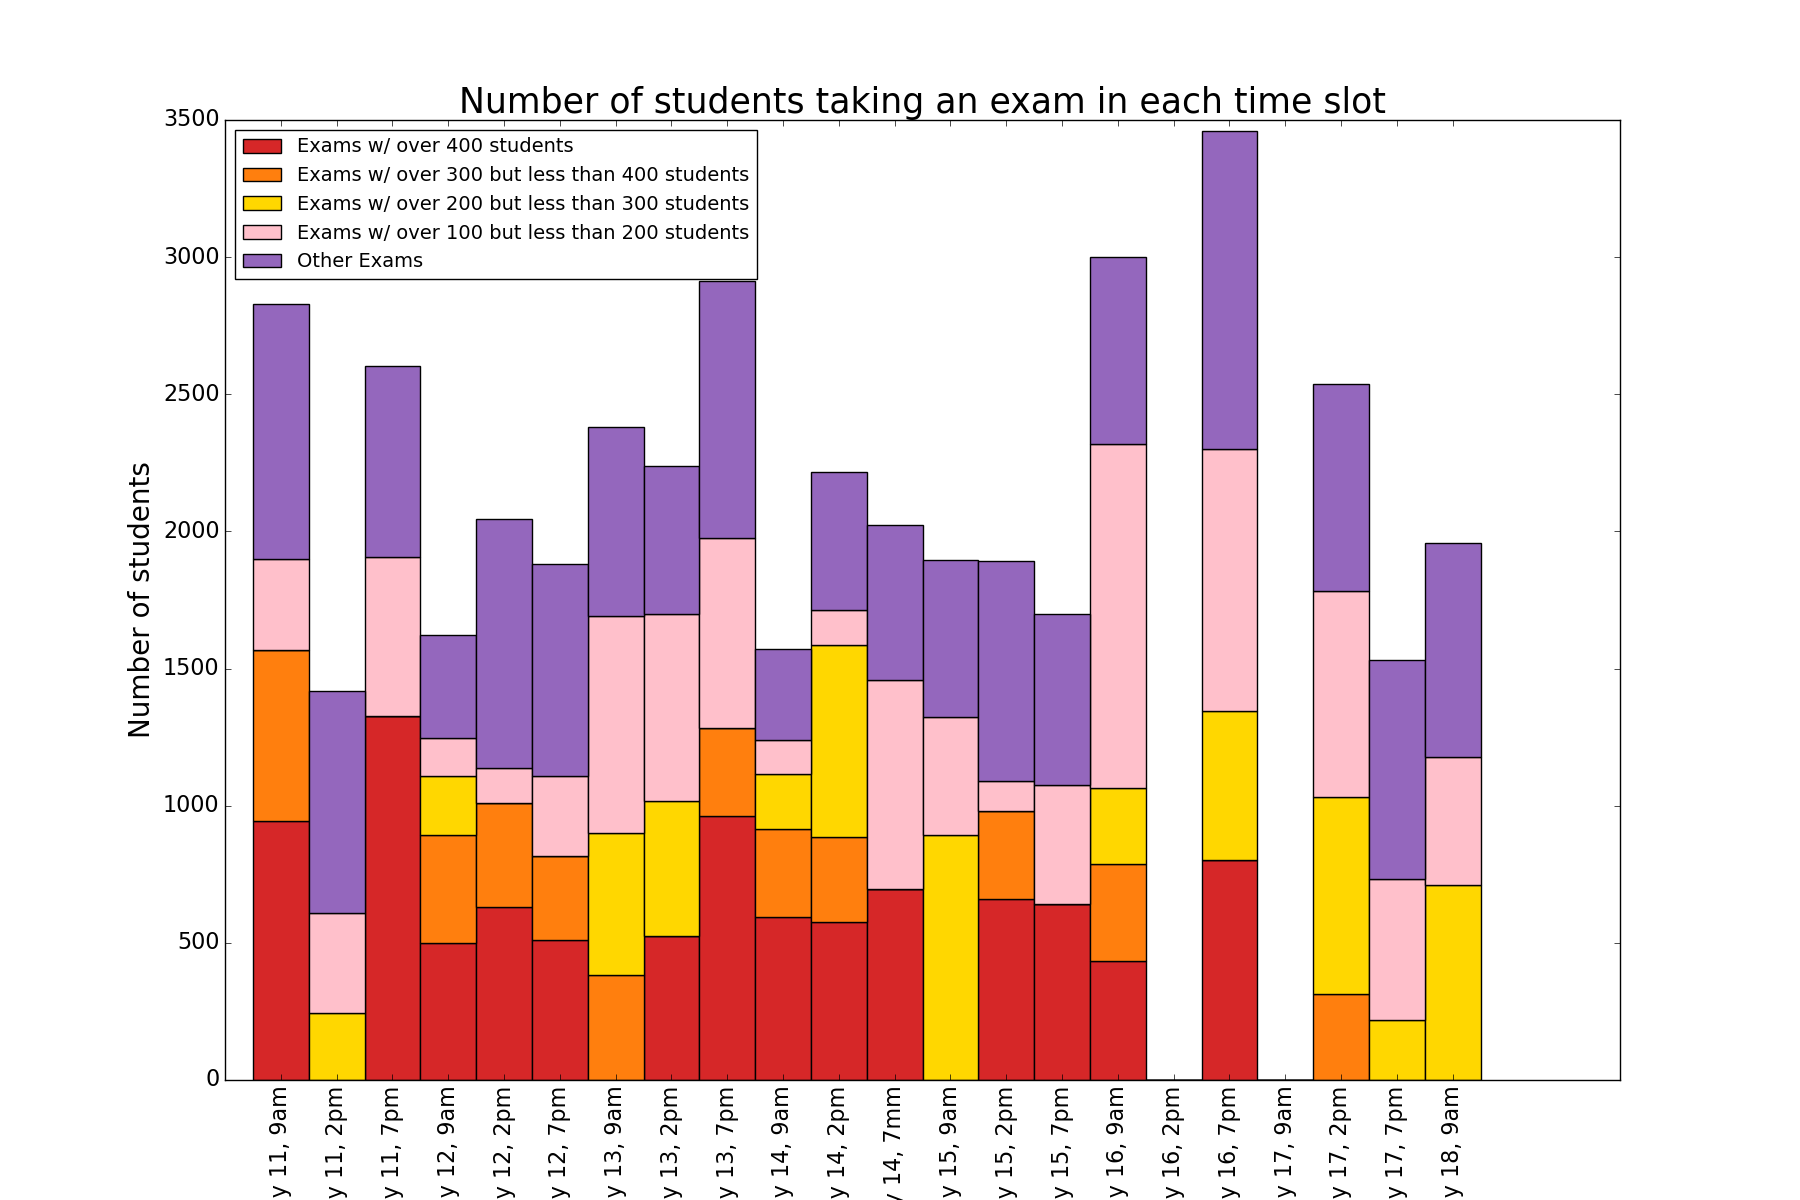 Number of students taking an exam in each time slot
Exams w/ over 400 students
Exams w/ over 300 but less than 400 students
Exams w/ over 200 but less than 300 students
Exams w/ over 100 but less than 200 students
Other Exams
3500
3000
2500
2000
1500
1000
500
0
Number of students
y 11, 9am
y 11, 2pm
y 11, 7pm
y 12, 9am
y 12, 2pm
y 12, 7pm
y 13, 9am
y 13, 2pm
y 13, 7pm
y 14, 9am
y 14, 2pm
y 14, 7mm
y 15, 9am
y 15, 2pm
y 15, 7pm
y 16, 9am
y 16, 2pm
y 16, 7pm
y 17, 9am
y 17, 2pm
y 17, 7pm
y 18, 9am